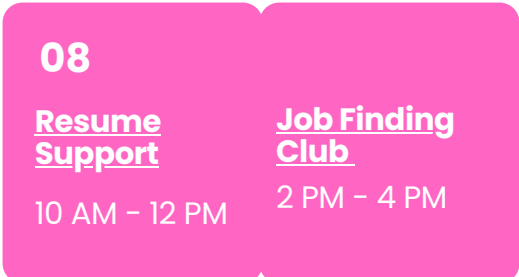 08
Resume
Support
10 AM - 12 PM
Job Finding
Club
2 PM - 4 PM